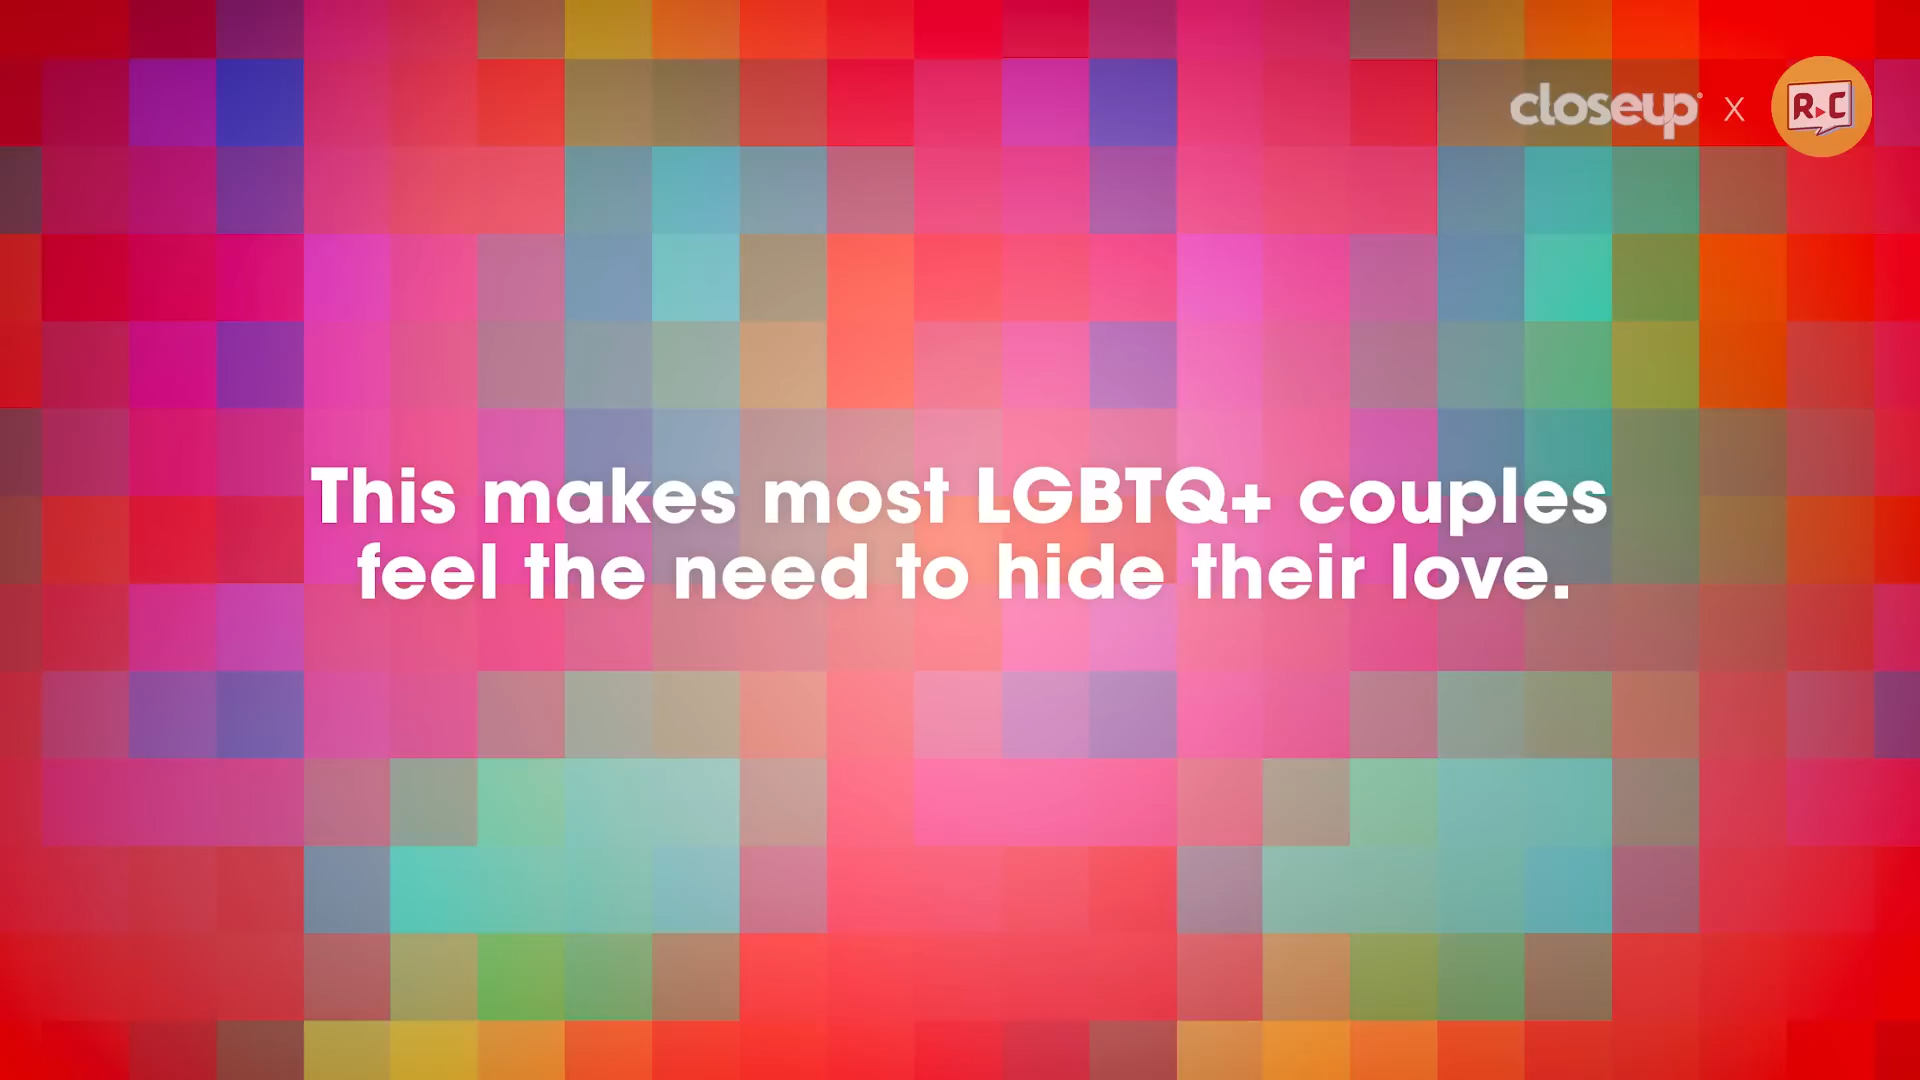 closeup X R▸C
This makes most LGBTQ+ couples
feel the need to hide their love.